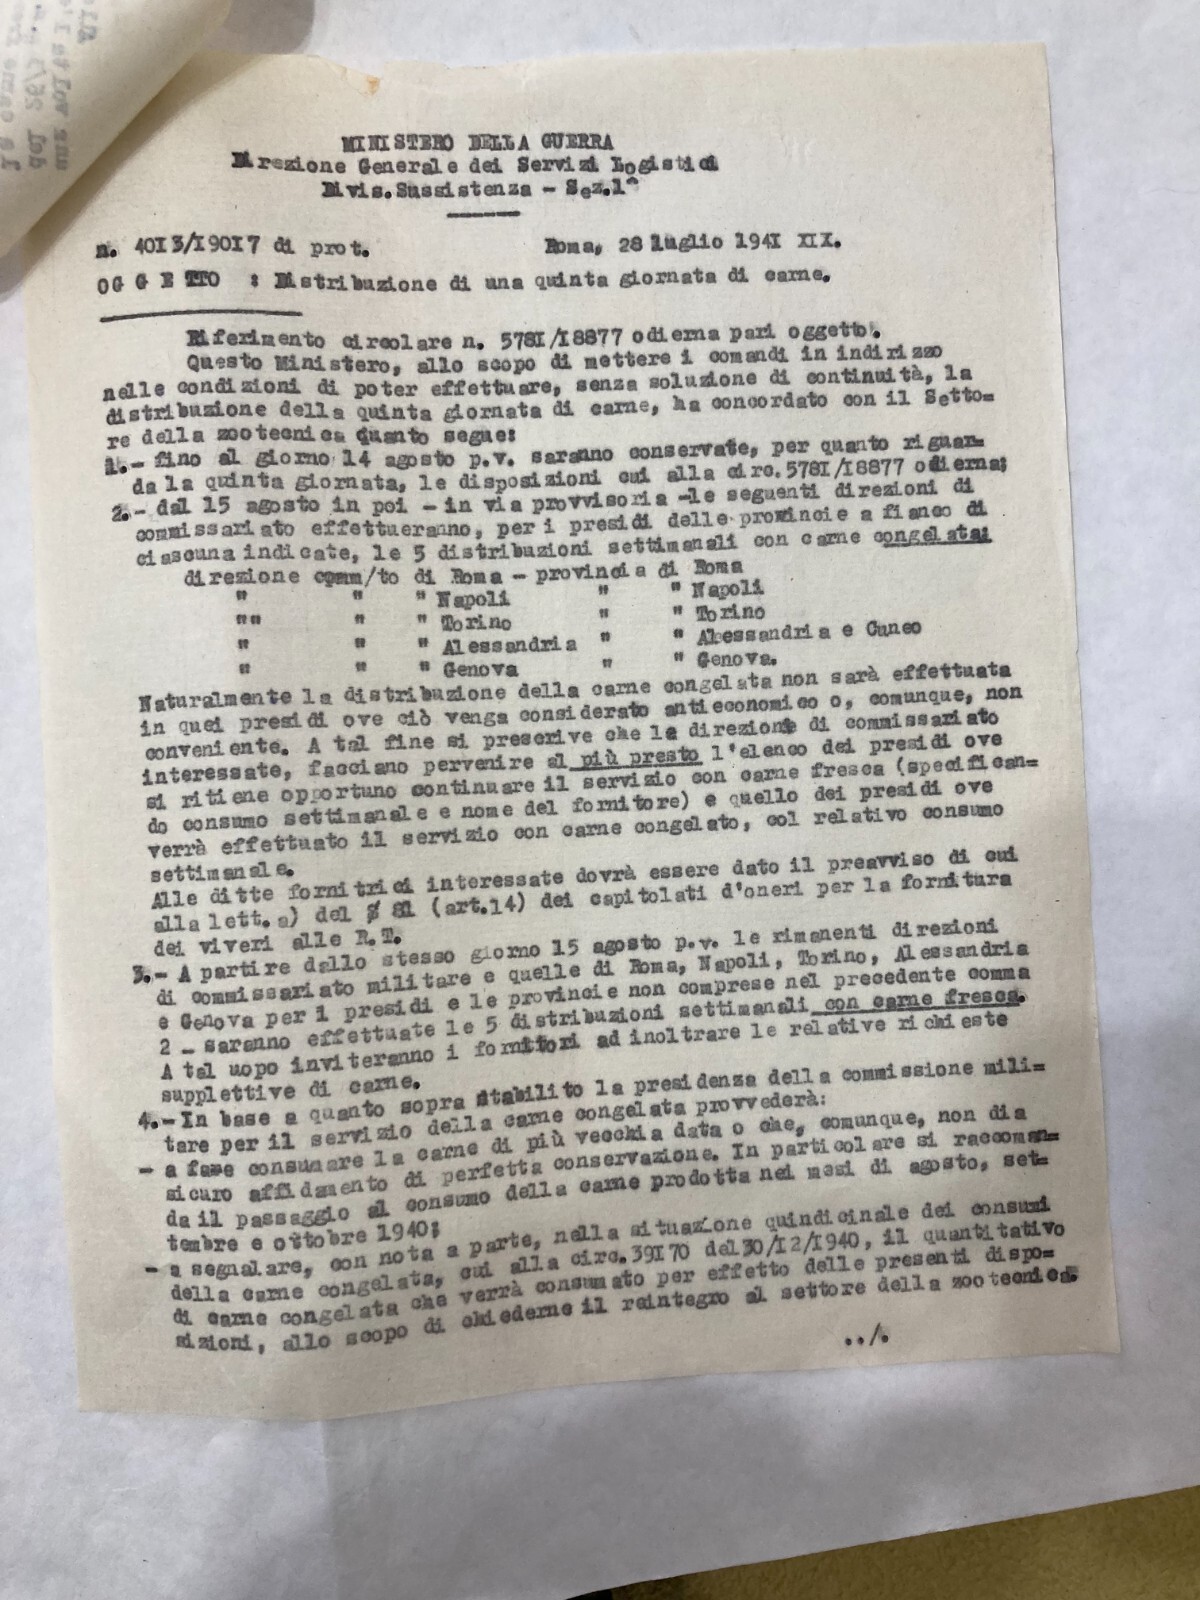 MINISTERO DELLA GUERRA
Direzione Generale dei Servizi Logistici
Divis.Sussistenza - Sez.1^
n. 40I3/I90I7 di prot. Roma, 28 luglio 194I XIX.
OG G E TTO : Distribuzione di una quinta giornata di carne.
Riferimento circolare n. 578I/I8877 odierna pari oggetto.
Questo Ministero, allo scopo di mettere i comandi in indirizzo
nelle condizioni di poter effettuare, senza soluzione di continuità, la
distribuzione della quinta giornata di carne, ha concordato con il Setto=
re della zootecnica quanto segue:
1.- fino al giorno 14 agosto p.v. saranno conservate, per quanto riguar=
da la quinta giornata, le disposizioni cui alla circ.578I/I8877 odierna;
2.- dal 15 agosto in poi - in via provvisoria -le seguenti direzioni di
commissariato effettueranno, per i presidi delle provincie a fianco di
ciascuna indicate, le 5 distribuzioni settimanali con carne congelata:
direzione comm/to di Roma - provincia di Roma
" " " Napoli " " Napoli
"" " " Torino " " Torino
" " " Alessandria " " Alessandria e Cuneo
" " " Genova " " Genova.
Naturalmente la distribuzione della carne congelata non sarà effettuata
in quei presidi ove ciò venga considerato antieconomico o, comunque, non
conveniente. A tal fine si prescrive che le direzioni di commissariato
interessate, facciano pervenire al più presto l'elenco dei presidi ove
si ritiene opportuno continuare il servizio con carne fresca (specifican=
do consumo settimanale e nome del fornitore) e quello dei presidi ove
verrà effettuato il servizio con carne congelato, col relativo consumo
settimanale.
Alle ditte fornitrici interessate dovrà essere dato il preavviso di cui
alla lett.a) del § (art.14) dei capitolati d'oneri per la fornitura
dei viveri alle R.T.
3.- A partire dallo stesso giorno 15 agosto p.v. le rimanenti direzioni
di commissariato militare e quelle di Roma, Napoli, Torino, Alessandria
e Genova per i presidi e le provincie non comprese nel precedente comma
2 - saranno effettuate le 5 distribuzioni settimanali con carne fresca.
A tal uopo inviteranno i fornitori ad inoltrare le relative richieste
supplettive di carne.
4.- In base a quanto sopra stabilito la presidenza della commissione mili=
tare per il servizio della carne congelata provvederà:
- a fare consumare la carne di più vecchia data o che, comunque, non dia
sicuro affidamento di perfetta conservazione. In particolare si raccoman=
da il passaggio al consumo della carne prodotta nei mesi di agosto, set=
tembre e ottobre 1940;
- a segnalare, con nota a parte, nella situazione quindicinale dei consumi
della carne congelata, cui alla circ.39I70 del 30/12/1940, il quantitativo
di carne congelata che verrà consumato per effetto delle presenti dispo=
sizioni, allo scopo di chiederne il reintegro al settore della zootecnica.
../.